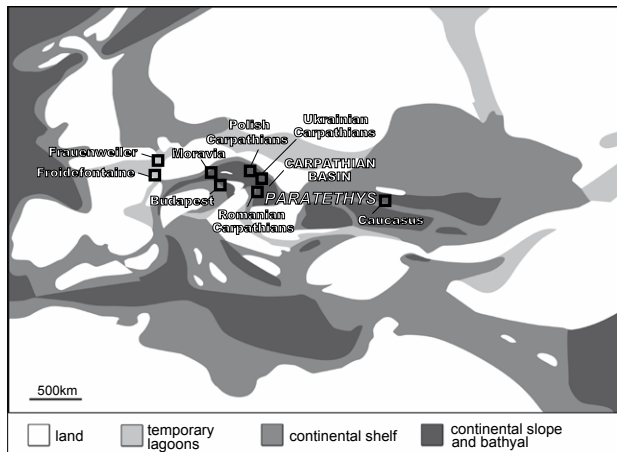 Polish
Carpathians
Ukrainian
Carpathians
Frauenweiler
Moravia
CARPATHIAN
BASIN
Froidefontaine
Budapest
PARATETHYS
Romanian
Carpathians
Caucasus
500km
land
temporary
lagoons
continental shelf
continental slope
and bathyal